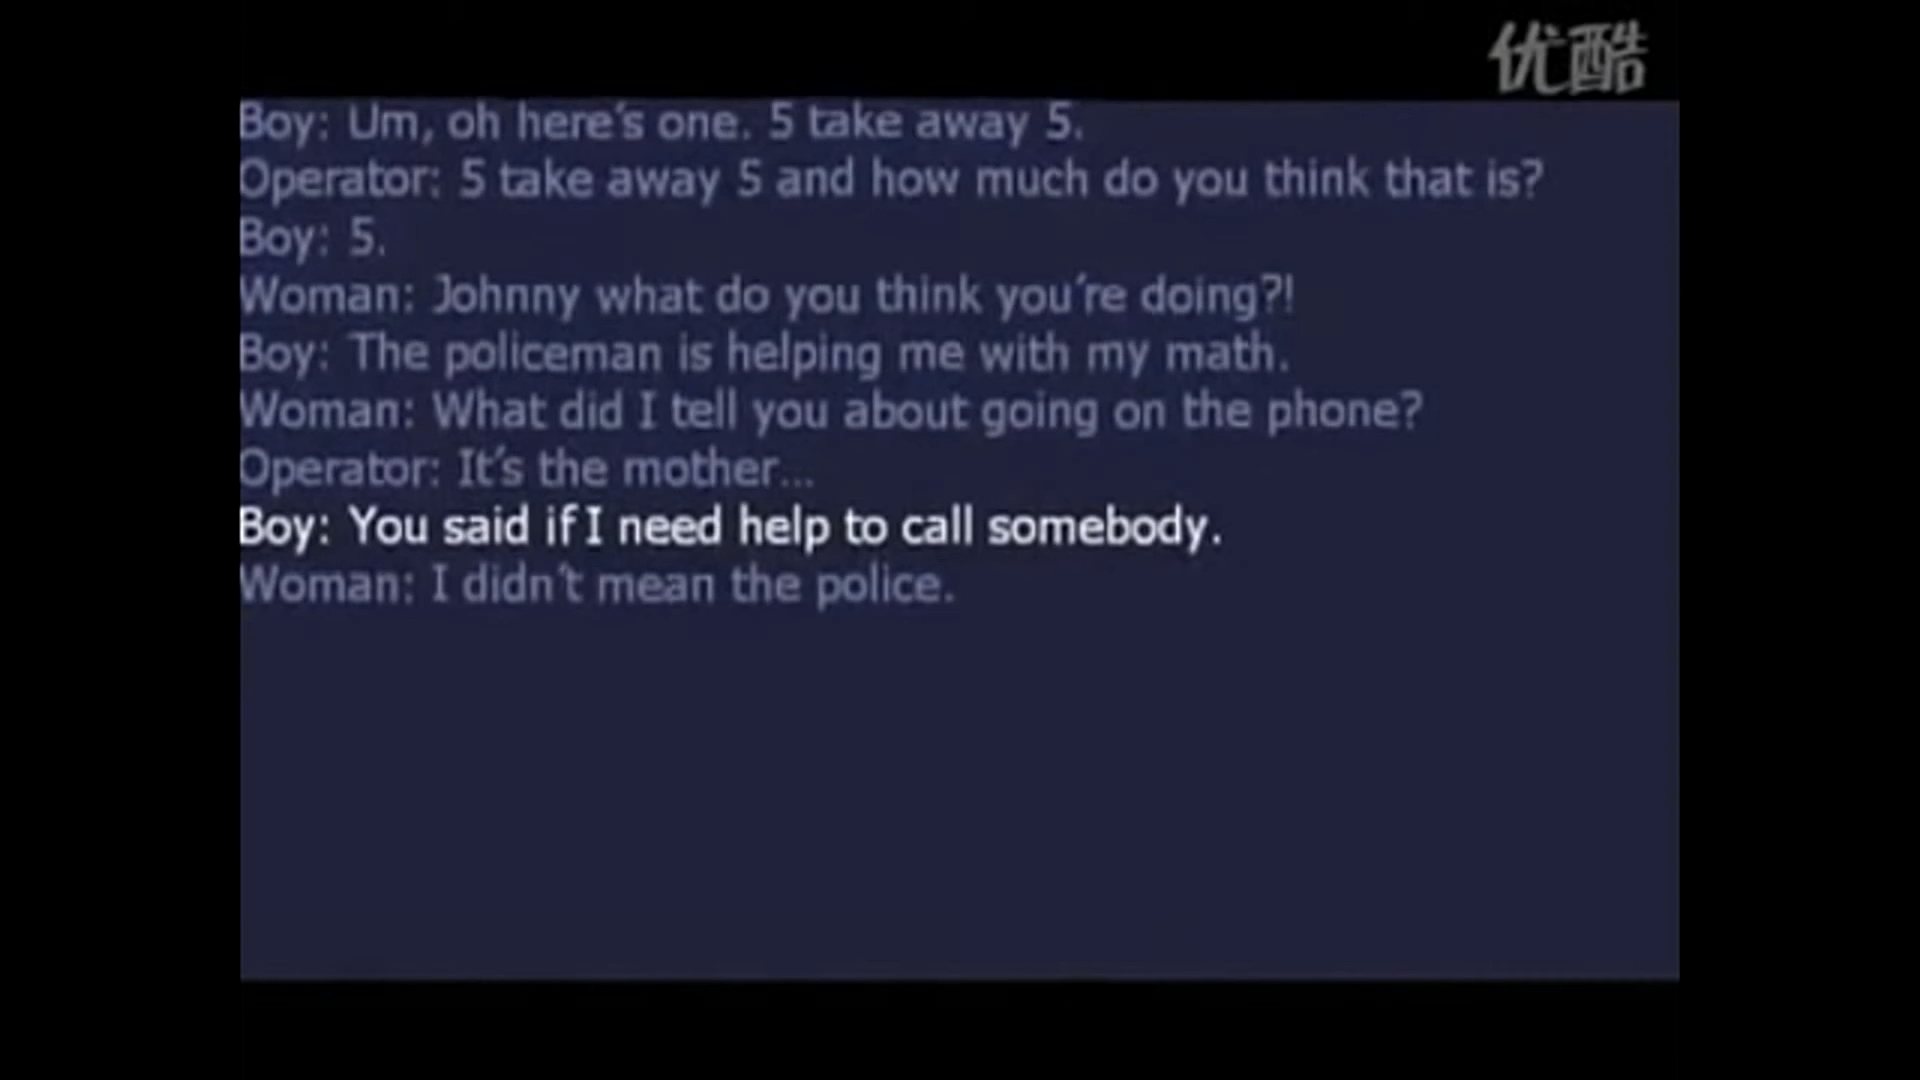 优酷
Boy: Um, oh here's one. 5 take away 5.
Operator: 5 take away 5 and how much do you think that is?
Boy: 5.
Woman: Johnny what do you think you're doing?!
Boy: The policeman is helping me with my math.
Woman: What did I tell you about going on the phone?
Operator: It's the mother...
Boy: You said if I need help to call somebody.
Woman: I didn't mean the police.